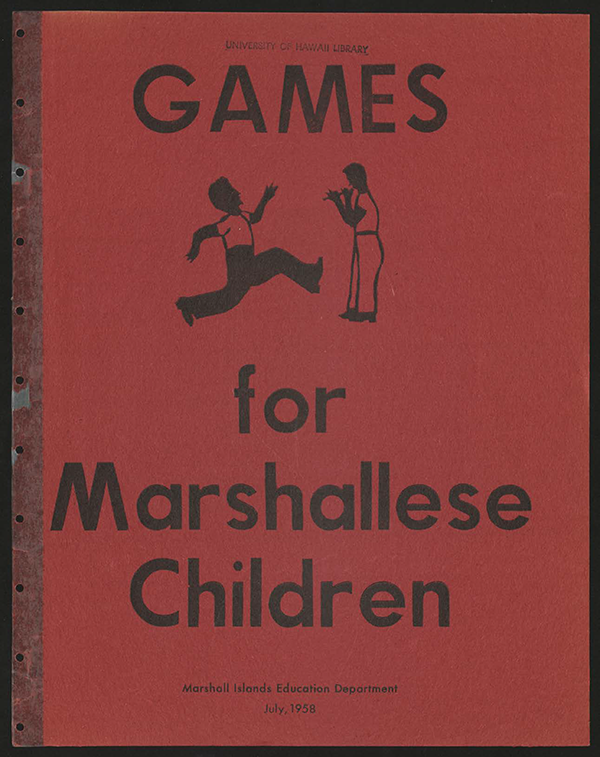 UNIVERSITY OF HAWAII LIBRARY
GAMES
for
Marshallese
Children
Marshall Islands Education Department
July, 1958